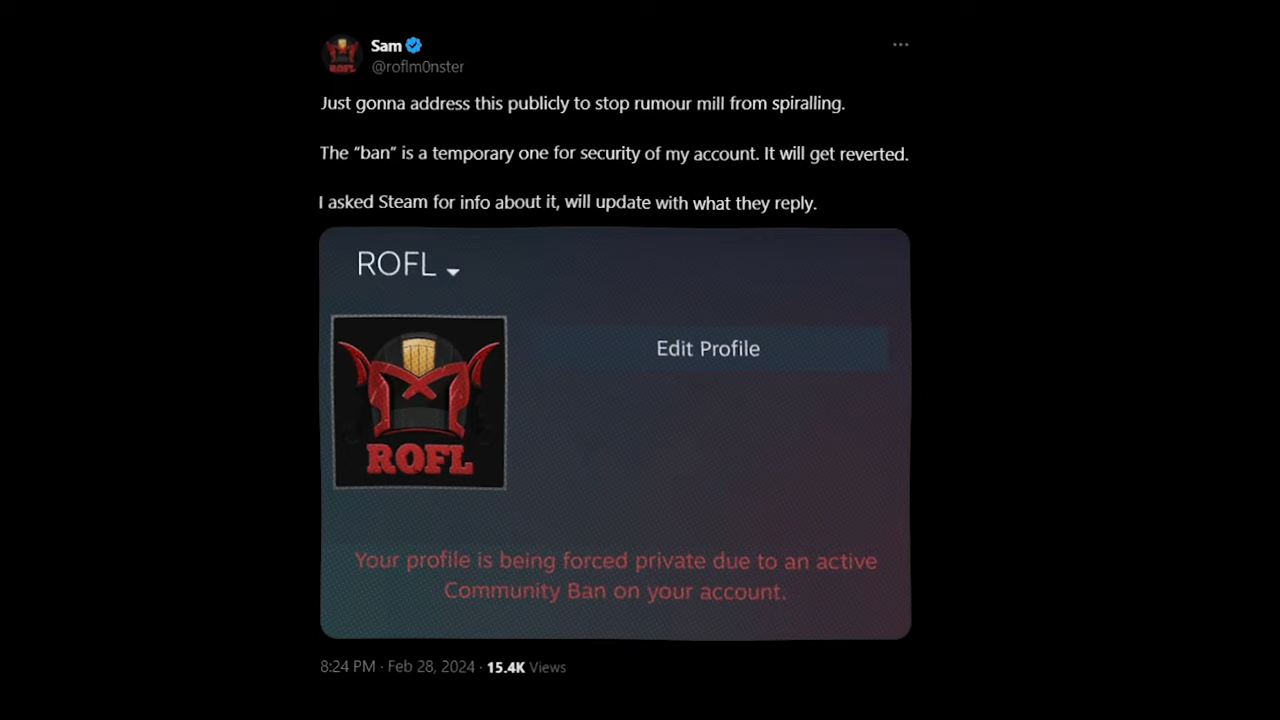 Sam
@roflm0nster
Just gonna address this publicly to stop rumour mill from spiralling.
The “ban” is a temporary one for security of my account. It will get reverted.
I asked Steam for info about it, will update with what they reply.
ROFL
Edit Profile
ROFL
Your profile is being forced private due to an active
Community Ban on your account.
8:24 PM · Feb 28, 2024 · 15.4K Views